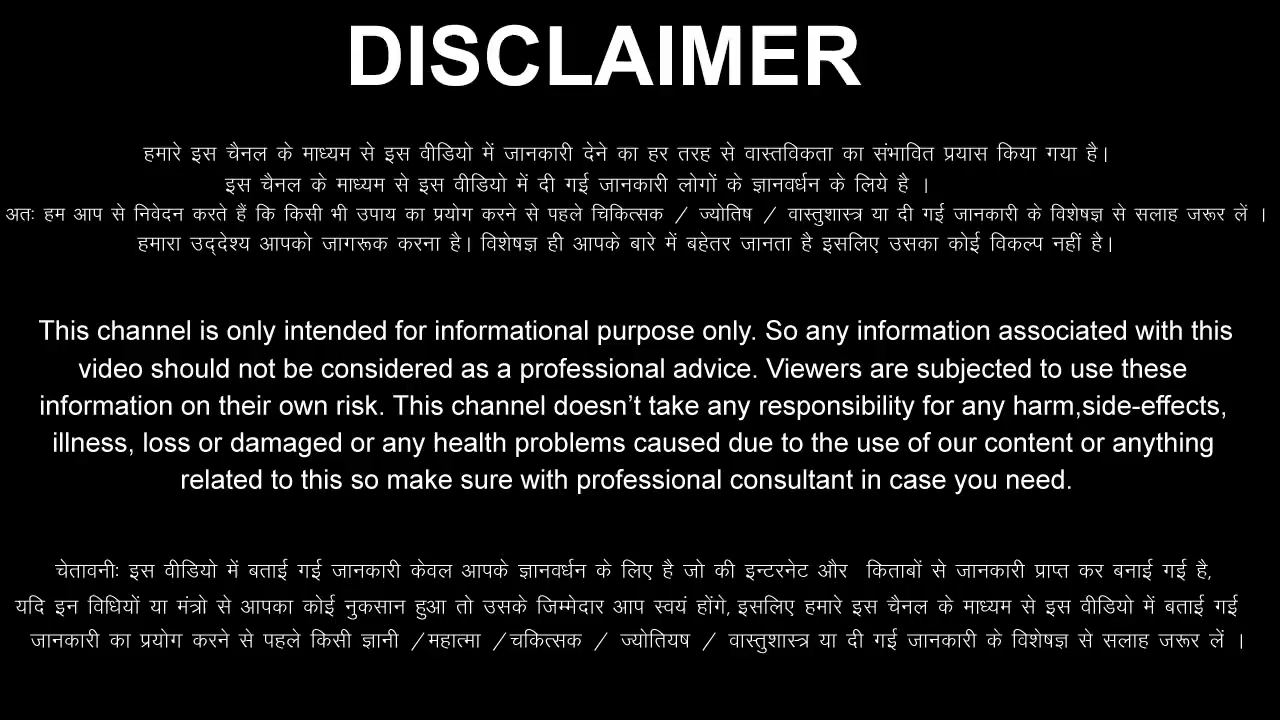 DISCLAIMER
हमारे इस चैनल के माध्यम से इस वीडियो में जानकारी देने का हर तरह से वास्तविकता का संभावित प्रयास किया गया है।
इस चैनल के माध्यम से इस वीडियो में दी गई जानकारी लोगों के ज्ञानवर्धन के लिये है ।
अतः हम आप से निवेदन करते हैं कि किसी भी उपाय का प्रयोग करने से पहले चिकित्सक / ज्योतिष / वास्तुशास्त्र या दी गई जानकारी के विशेषज्ञ से सलाह जरूर लें ।
हमारा उद्देश्य आपको जागरूक करना है। विशेषज्ञ ही आपके बारे में बहेतर जानता है इसलिए उसका कोई विकल्प नहीं है।
This channel is only intended for informational purpose only. So any information associated with this
video should not be considered as a professional advice. Viewers are subjected to use these
information on their own risk. This channel doesn’t take any responsibility for any harm,side-effects,
illness, loss or damaged or any health problems caused due to the use of our content or anything
related to this so make sure with professional consultant in case you need.
चेतावनीः इस वीडियो में बताई गई जानकारी केवल आपके ज्ञानवर्धन के लिए है जो की इन्टरनेट और किताबों से जानकारी प्राप्त कर बनाई गई है,
यदि इन विधियों या मंत्रो से आपका कोई नुकसान हुआ तो उसके जिम्मेदार आप स्वयं होंगे, इसलिए हमारे इस चैनल के माध्यम से इस वीडियो में बताई गई
जानकारी का प्रयोग करने से पहले किसी ज्ञानी /महात्मा /चकित्सक / ज्योतियष / वास्तुशास्त्र या दी गई जानकारी के विशेषज्ञ से सलाह जरूर लें ।